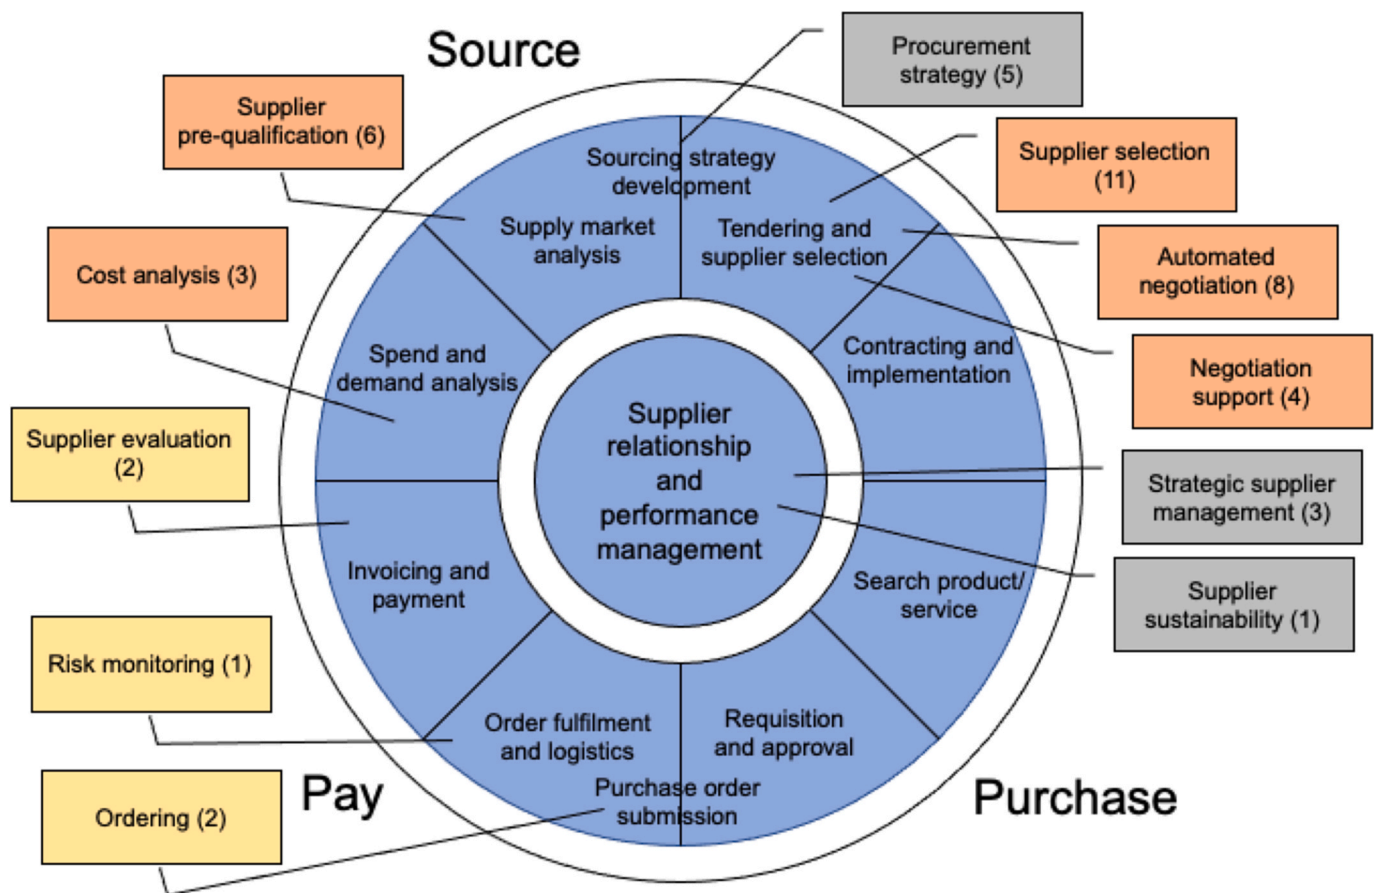 Source
Procurement
strategy (5)
Supplier
pre-qualification (6)
Supplier selection
(11)
Sourcing strategy
development
Supply market
analysis
Tendering and
supplier selection
Automated
negotiation (8)
Cost analysis (3)
Spend and
demand analysis
Contracting and
implementation
Negotiation
support (4)
Supplier evaluation
(2)
Supplier
relationship
and
performance
management
Strategic supplier
management (3)
Invoicing and
payment
Search product/
service
Supplier
sustainability (1)
Risk monitoring (1)
Order fulfilment
and logistics
Requisition
and approval
Pay
Purchase order
submission
Purchase
Ordering (2)